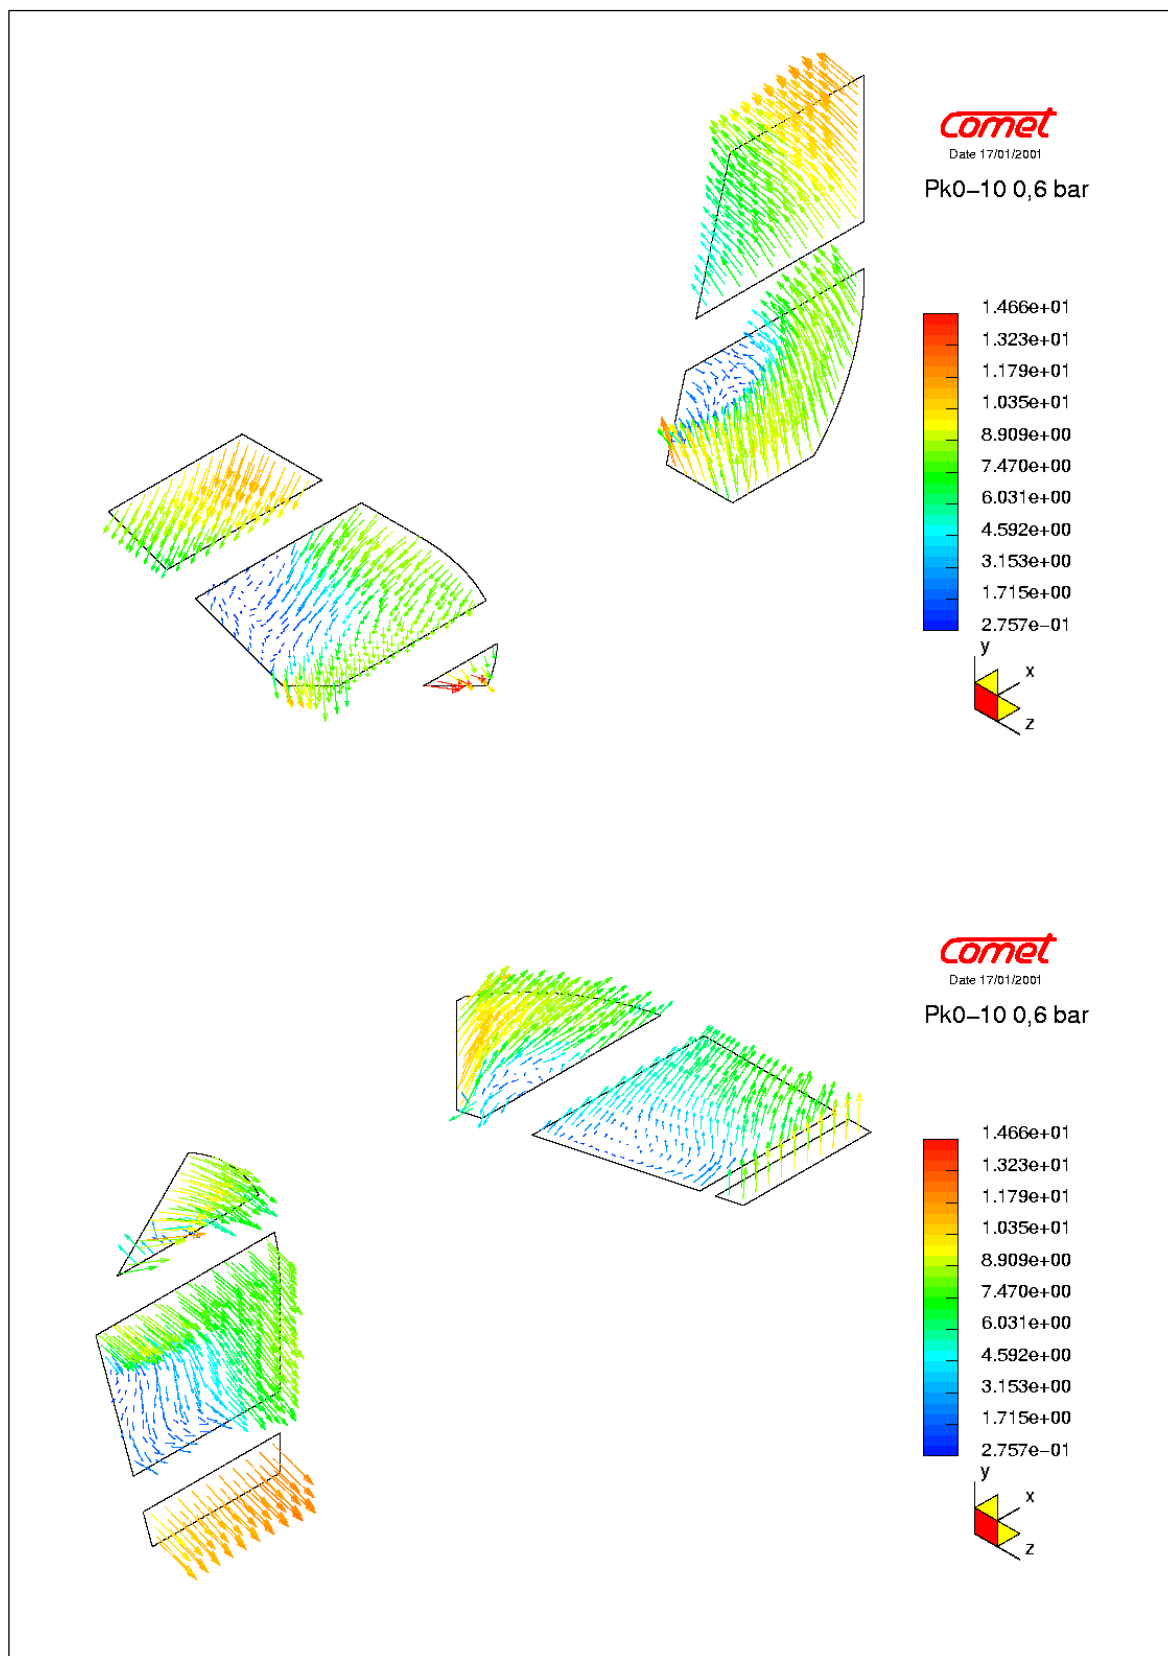 comet
Date 17/01/2001
Pk0–10 0,6 bar
1.466e+01
1.323e+01
1.179e+01
1.035e+01
8.909e+00
7.470e+00
6.031e+00
4.592e+00
3.153e+00
1.715e+00
2.757e–01
y
x
z
comet
Date 17/01/2001
Pk0–10 0,6 bar
1.466e+01
1.323e+01
1.179e+01
1.035e+01
8.909e+00
7.470e+00
6.031e+00
4.592e+00
3.153e+00
1.715e+00
2.757e–01
y
x
z